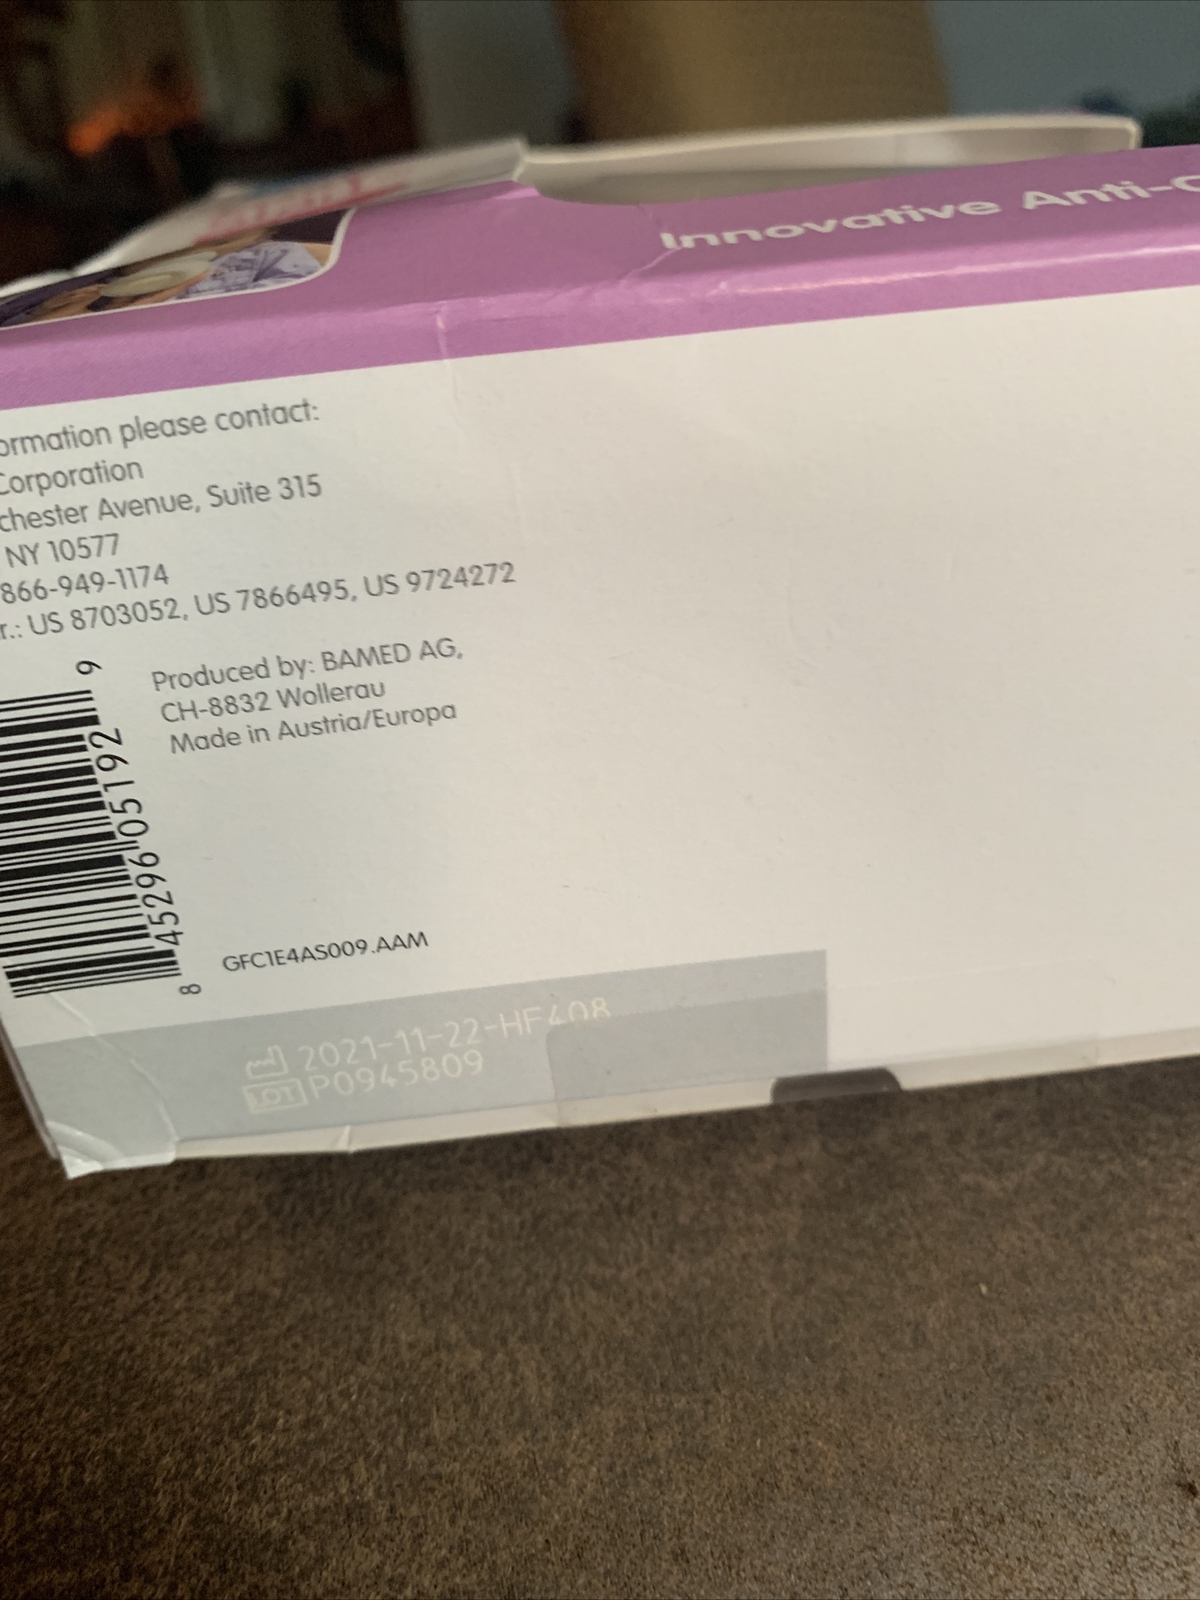 Innovative Anti-C
ormation please contact:
Corporation
chester Avenue, Suite 315
NY 10577
866-949-1174
r.: US 8703052, US 7866495, US 9724272
Produced by: BAMED AG,
CH-8832 Wollerau
Made in Austria/Europa
8 45296 05192 9
GFC1E4AS009.AAM
2021-11-22-HF408
LOT P0945809